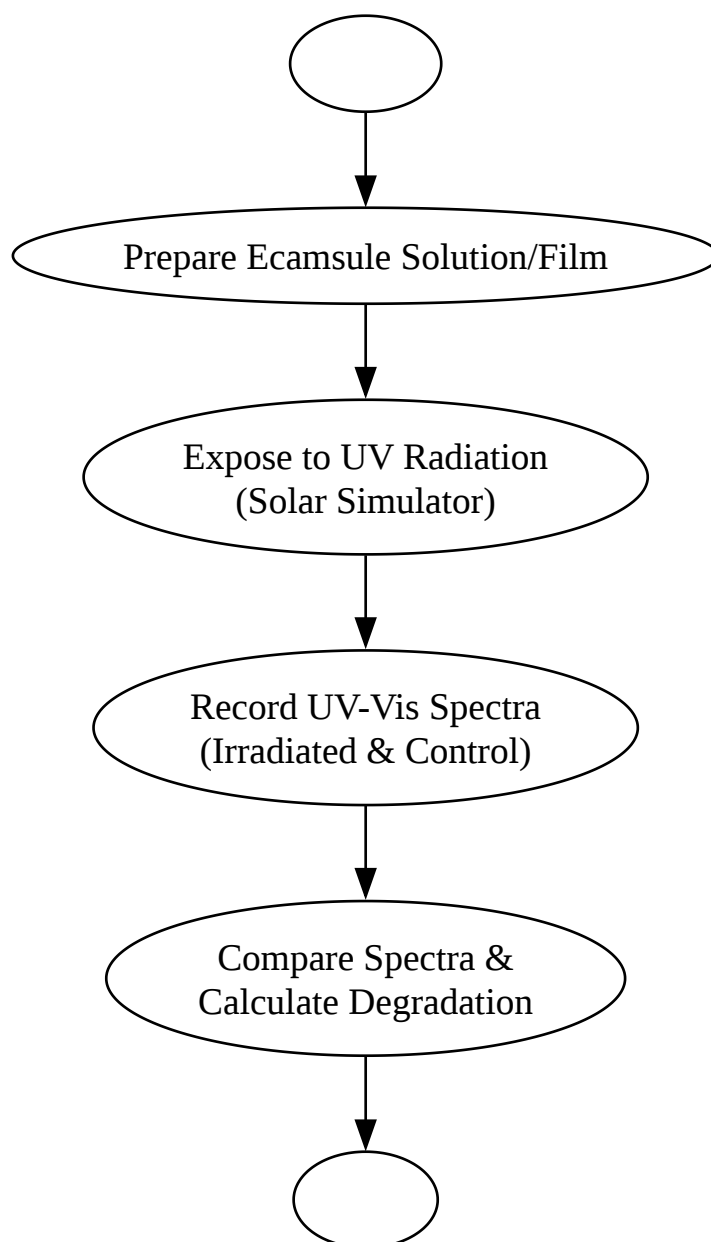 Prepare Ecamsule Solution/Film
Expose to UV Radiation
(Solar Simulator)
Record UV-Vis Spectra
(Irradiated & Control)
Compare Spectra &
Calculate Degradation